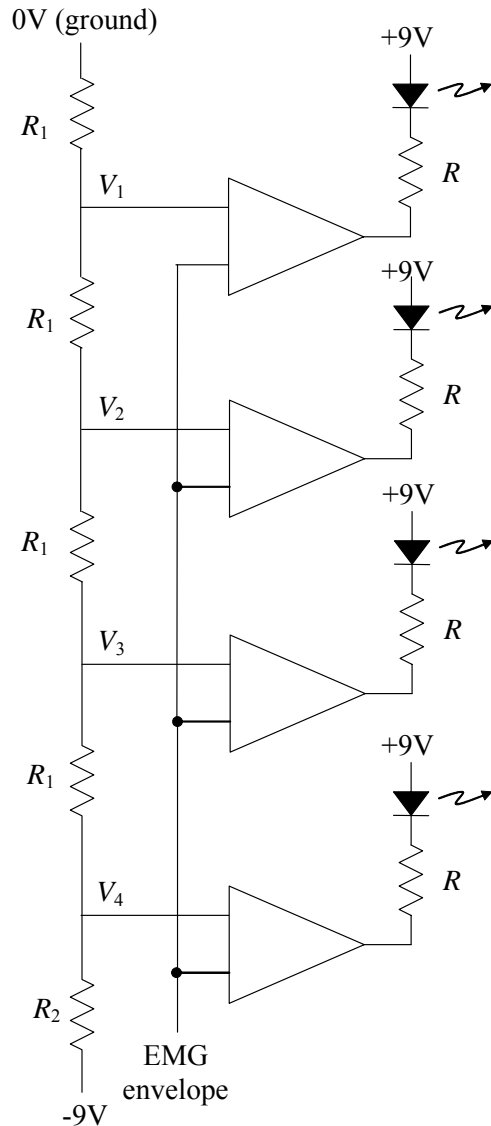 0V (ground)
+9V
R₁
V₁
R
+9V
R₁
V₂
R
+9V
R₁
V₃
R
+9V
R₁
V₄
R
R₂
EMG
envelope
-9V